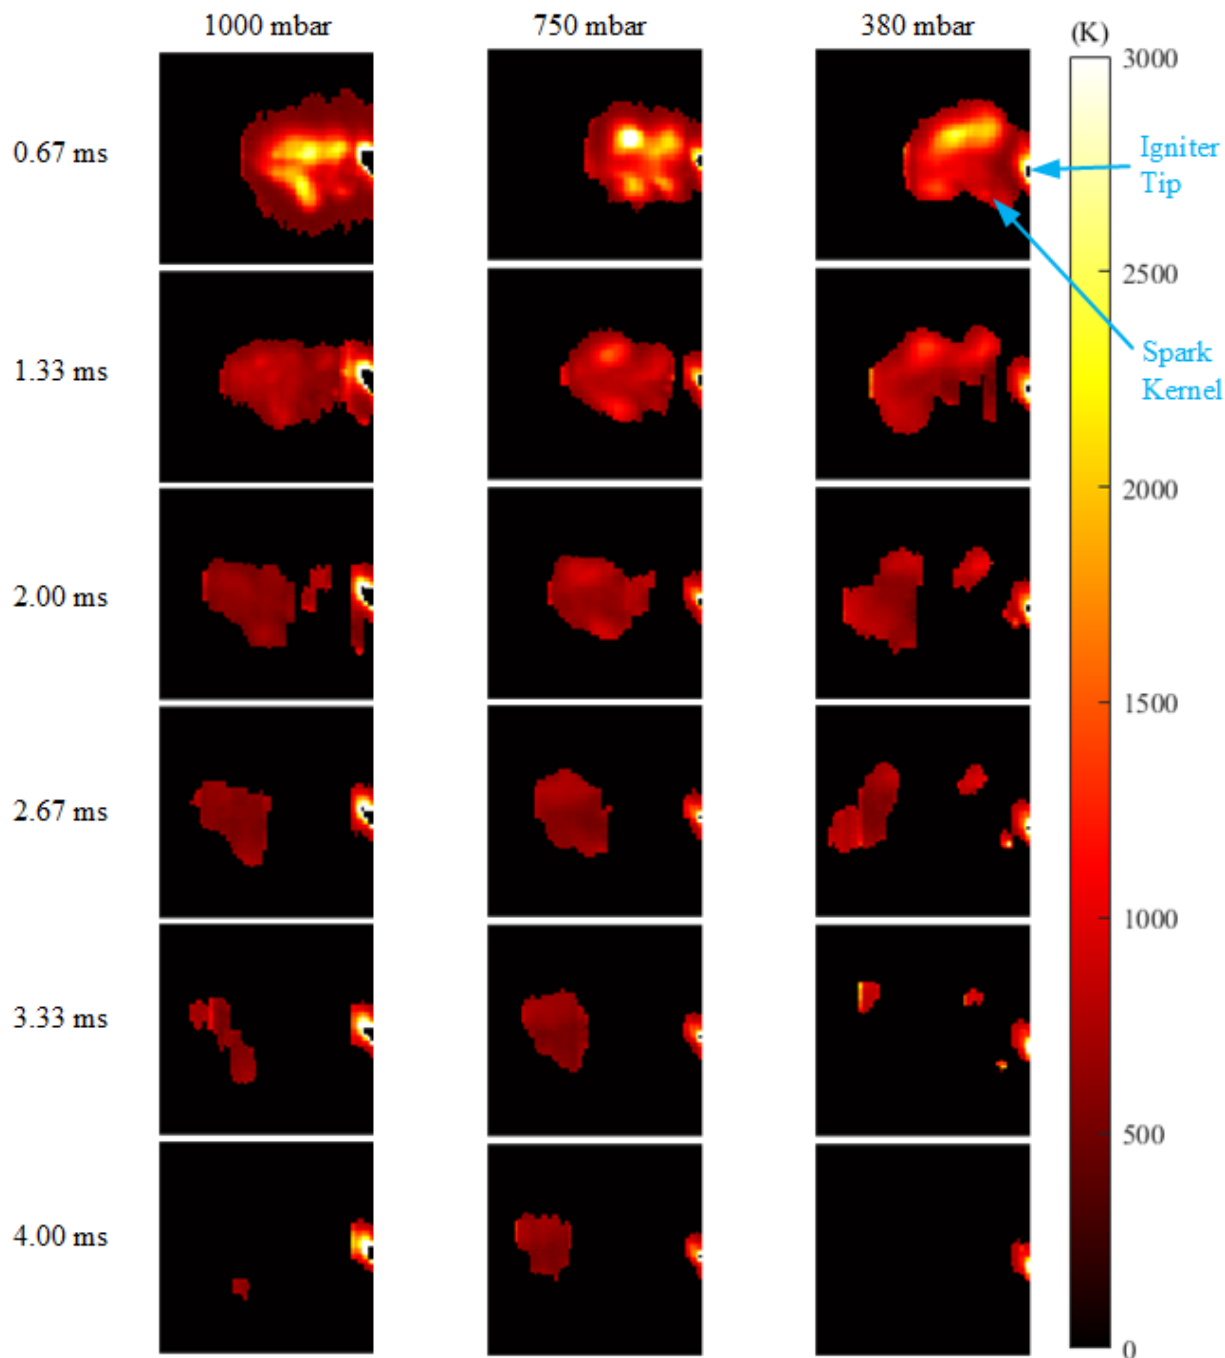 1000 mbar 750 mbar 380 mbar (K)
3000
0.67 ms
Igniter
Tip
2500
1.33 ms
Spark
Kernel
2000
2.00 ms
1500
2.67 ms
1000
3.33 ms
500
4.00 ms
0